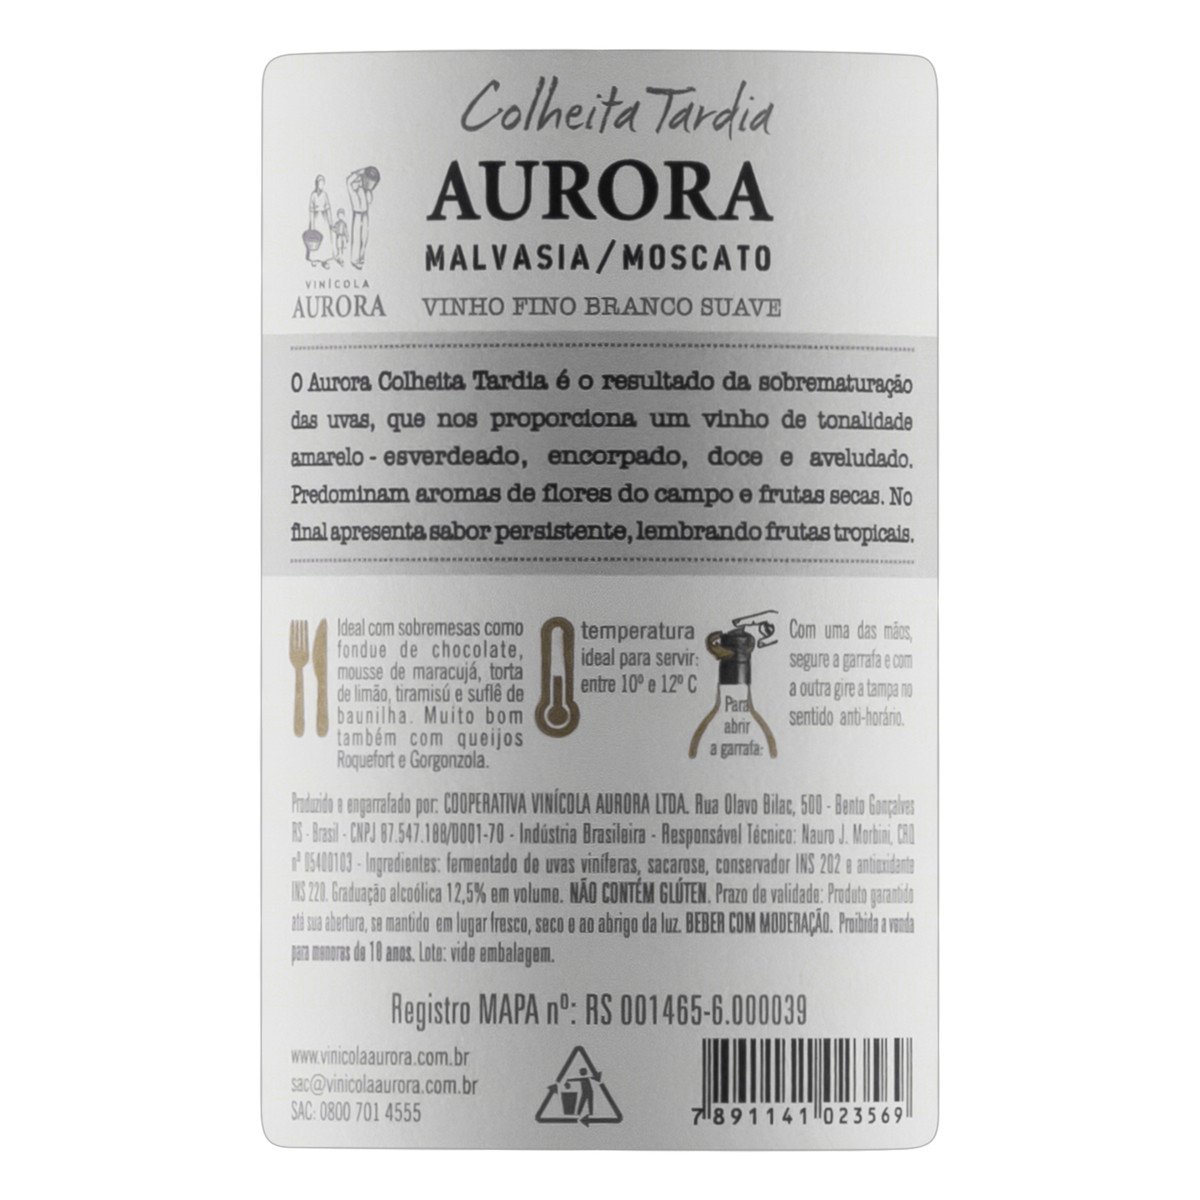 Colheita Tardia
AURORA
MALVASIA/MOSCATO
VINHO FINO BRANCO SUAVE
VINÍCOLA
AURORA
O Aurora Colheita Tardia é o resultado da sobrematuração
das uvas, que nos proporciona um vinho de tonalidade
amarelo - esverdeado, encorpado, doce e aveludado.
Predominam aromas de flores do campo e frutas secas. No
final apresenta sabor persistente, lembrando frutas tropicais.
Ideal com sobremesas como
fondue de chocolate,
mousse de maracujá, torta
de limão, tiramisú e suflê de
baunilha. Muito bom
também com queijos
Roquefort e Gorgonzola.
temperatura
ideal para servir:
entre 10º e 12º C
Para
abrir
a garrafa:
Com uma das mãos,
segure a garrafa e com
a outra gire a tampa no
sentido anti-horário.
Produzido e engarrafado por: COOPERATIVA VINÍCOLA AURORA LTDA. Rua Olavo Bilac, 500 - Bento Gonçalves
RS - Brasil - CNPJ 87.547.188/0001-70 - Indústria Brasileira - Responsável Técnico: Nauro J. Morbini, CRQ
nº 05400103 - Ingredientes: fermentado de uvas viníferas, sacarose, conservador INS 202 e antioxidante
INS 220. Graduação alcoólica 12,5% em volume. NÃO CONTÉM GLÚTEN. Prazo de validade: Produto garantido
até sua abertura, se mantido em lugar fresco, seco e ao abrigo da luz. BEBER COM MODERAÇÃO. Proibida a venda
para menores de 18 anos. Lote: vide embalagem.
Registro MAPA nº: RS 001465-6.000039
www.vinicolaaurora.com.br
sac@vinicolaaurora.com.br
SAC: 0800 701 4555
7 891141 023569